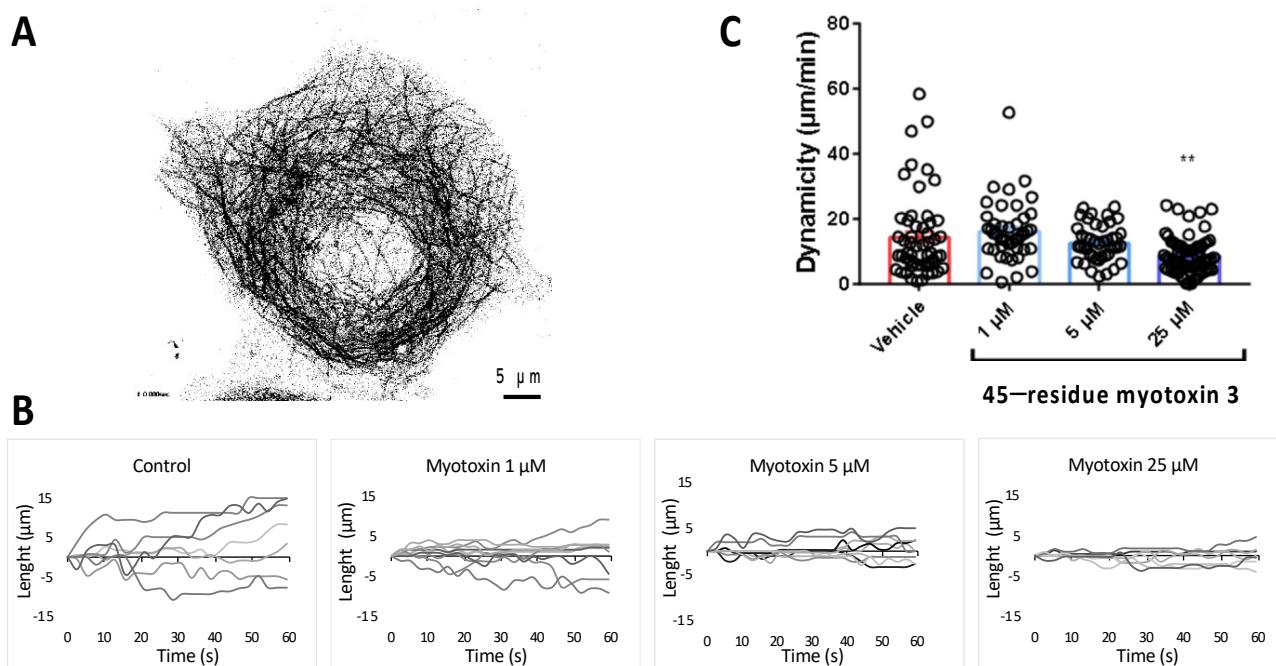 A
t 0.000sec.
5 µm
C
Dynamicity (µm/min)
80
60
40
20
0
**
Vehicle
1 µM
5 µM
25 µM
45—residue myotoxin 3
B
Control
Lenght (µm)
15
5
-5
-15
0 10 20 30 40 50 60
Time (s)
Myotoxin 1 µM
Lenght (µm)
15
5
-5
-15
0 10 20 30 40 50 60
Time (s)
Myotoxin 5 µM
Lenght (µm)
15
5
-5
-15
0 10 20 30 40 50 60
Time (s)
Myotoxin 25 µM
Lenght (µm)
15
5
-5
-15
0 10 20 30 40 50 60
Time (s)